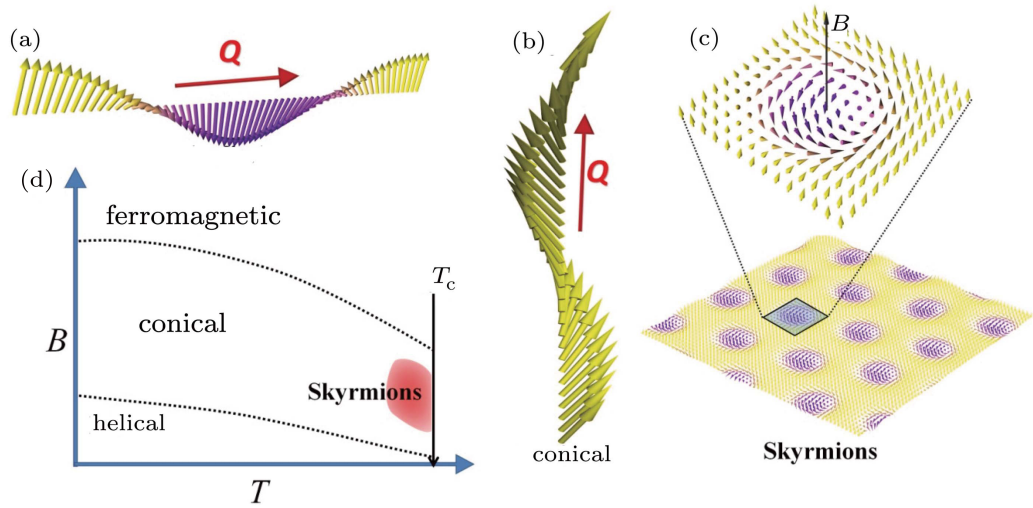 (a)
Q
(b)
Q
conical
(c)
B
Skyrmions
(d)
ferromagnetic
T_c
conical
B
Skyrmions
helical
T